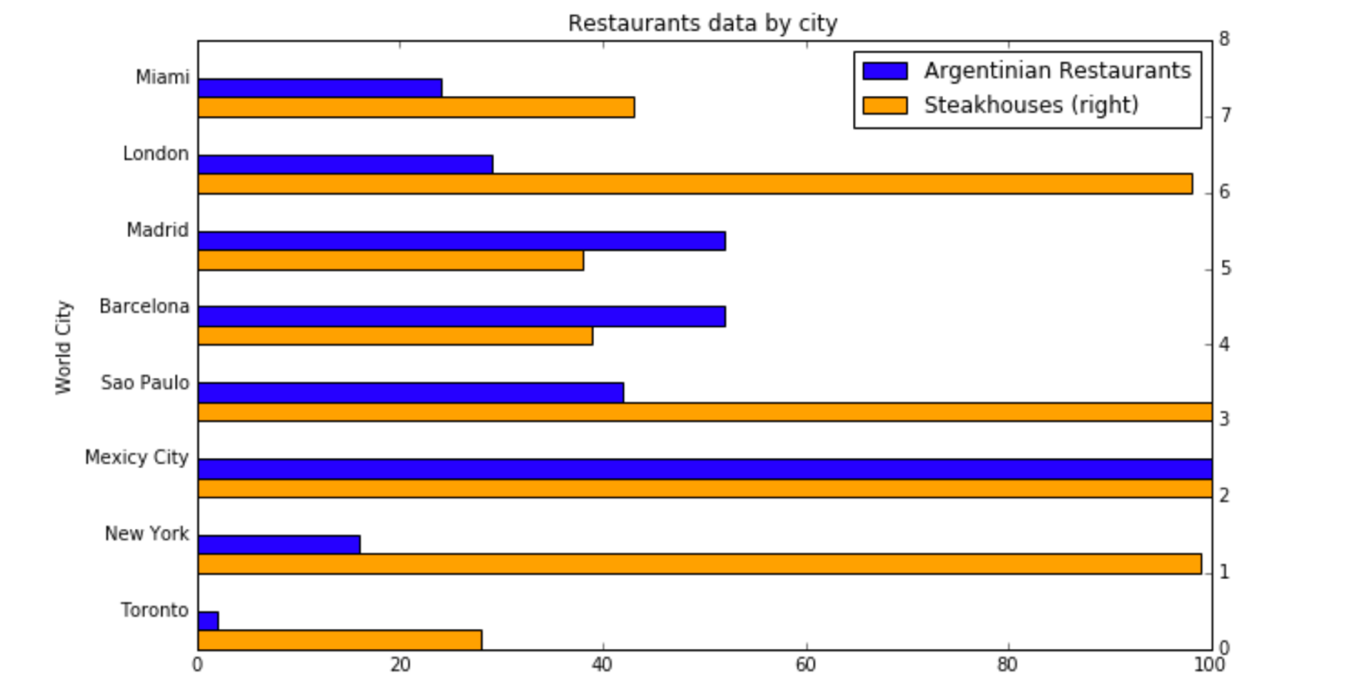 Restaurants data by city
Argentinian Restaurants
Steakhouses (right)
World City
Miami
London
Madrid
Barcelona
Sao Paulo
Mexicy City
New York
Toronto
8
7
6
5
4
3
2
1
0
0 20 40 60 80 100